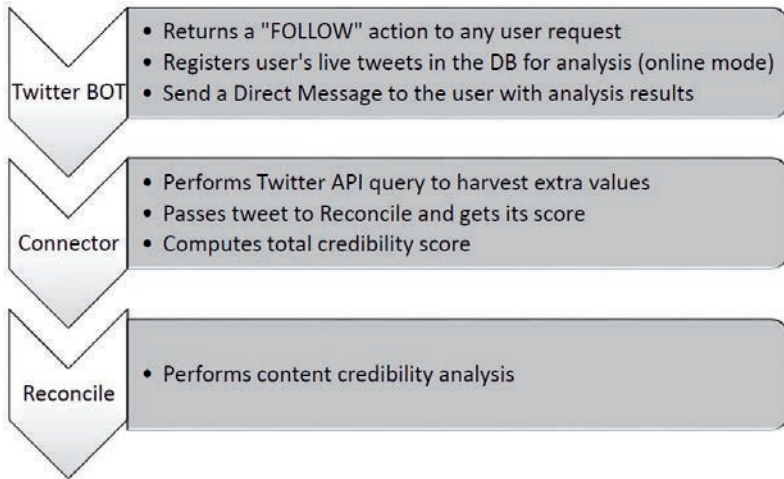 Twitter BOT
• Returns a "FOLLOW" action to any user request
• Registers user's live tweets in the DB for analysis (online mode)
• Send a Direct Message to the user with analysis results
Connector
• Performs Twitter API query to harvest extra values
• Passes tweet to Reconcile and gets its score
• Computes total credibility score
Reconcile
• Performs content credibility analysis